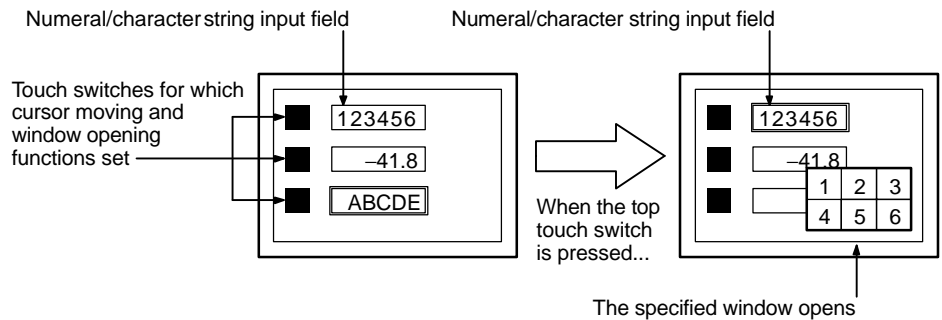 Numeral/character string input field
Numeral/character string input field
Touch switches for which
cursor moving and
window opening
functions set
123456
–41.8
ABCDE
When the top
touch switch
is pressed...
123456
–41.8
1 2 3
4 5 6
The specified window opens